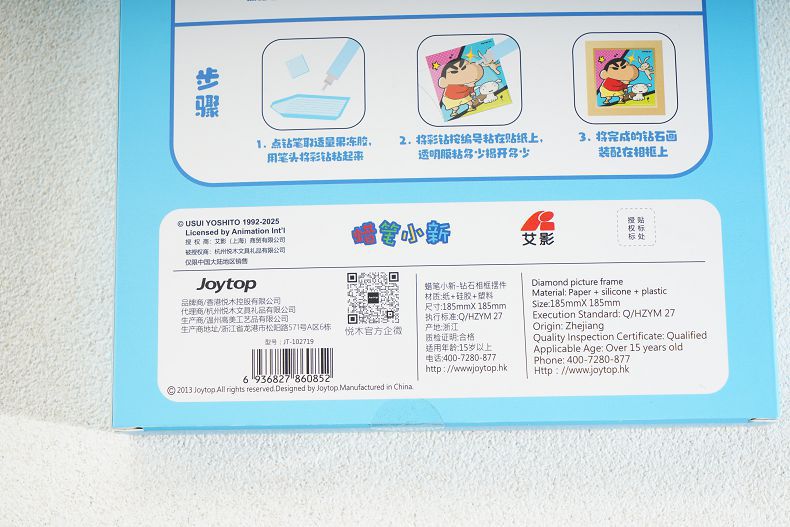 步骤
1. 点钻笔取适量果冻胶,
用笔头将彩钻粘起来
2. 将彩钻按编号粘在贴纸上,
透明膜粘多少揭开多少
3. 将完成的钻石画
装配在相框上
© USUI YOSHITO 1992-2025
Licensed by Animation Int'l
授 权 商: 艾影 (上海) 商贸有限公司
被授权商: 杭州悦木文具礼品有限公司
仅限中国大陆地区销售
蜡笔小新
艾影
授权标处
贴标
Joytop
品牌商/香港悦木控股有限公司
代理商/杭州悦木文具礼品有限公司
生产商/温州高美工艺品有限公司
生产商地址/浙江省龙港市松阳路571号A区6栋
型号: JT-102719
6 936827 860852
悦木官方企微
蜡笔小新-钻石相框摆件
材质:纸+硅胶+塑料
尺寸:185mmX 185mm
执行标准:Q/HZYM 27
产地:浙江
质检证明:合格
适用年龄:15岁以上
电话:400-7280-877
http : //www.joytop.hk
Diamond picture frame
Material: Paper + silicone + plastic
Size:185mmX 185mm
Execution Standard: Q/HZYM 27
Origin: Zhejiang
Quality Inspection Certificate: Qualified
Applicable Age: Over 15 years old
Phone: 400-7280-877
Http : //www.joytop.hk
© 2013 Joytop.All rights reserved.Designed by Joytop.Manufactured in China.